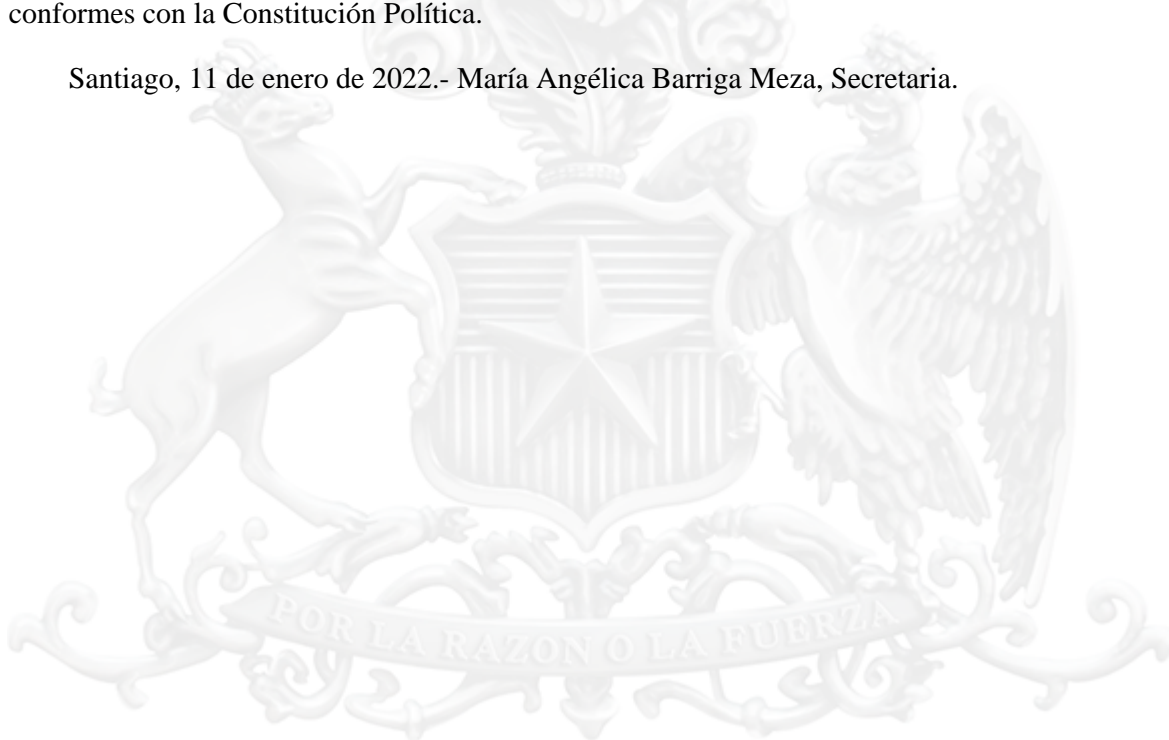 conformes con la Constitución Política.
Santiago, 11 de enero de 2022.- María Angélica Barriga Meza, Secretaria.
POR LA RAZON O LA FUERZA